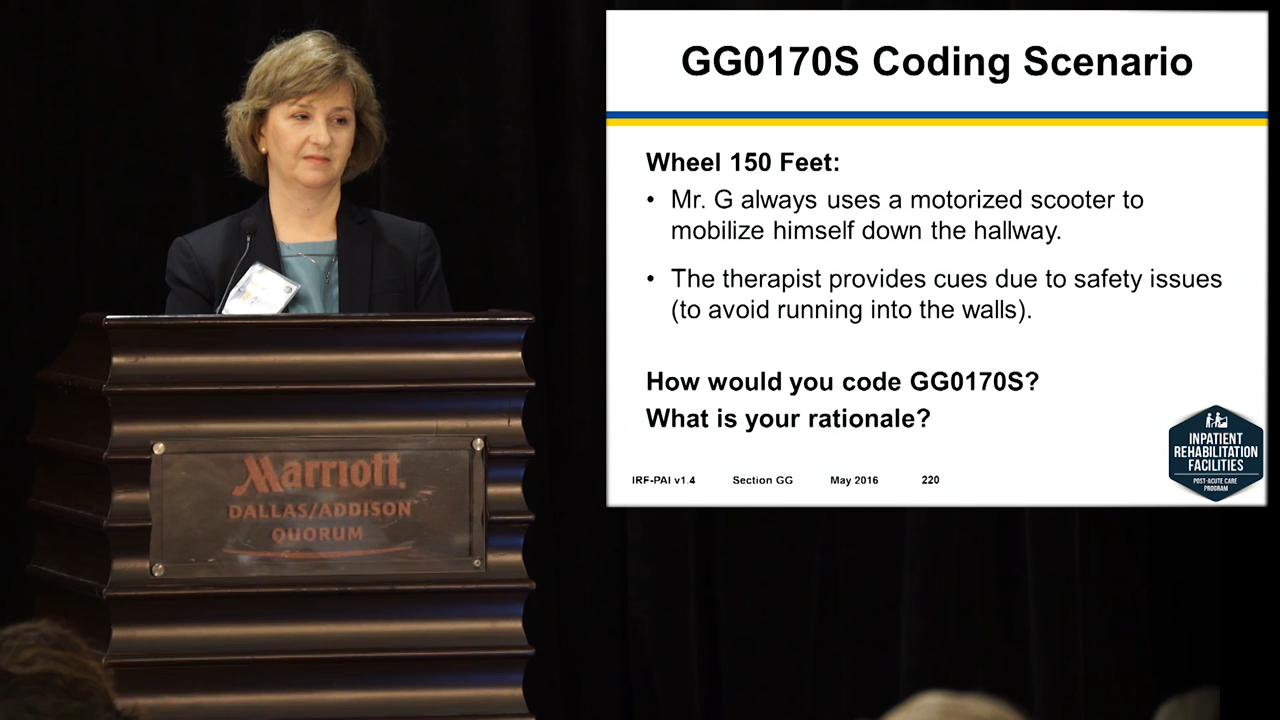 GG0170S Coding Scenario
Wheel 150 Feet:
• Mr. G always uses a motorized scooter to
mobilize himself down the hallway.
• The therapist provides cues due to safety issues
(to avoid running into the walls).
How would you code GG0170S?
What is your rationale?
INPATIENT
REHABILITATION
FACILITIES
POST-ACUTE CARE
PROGRAM
IRF-PAI v1.4 Section GG May 2016 220
Marriott.
DALLAS/ADDISON
QUORUM